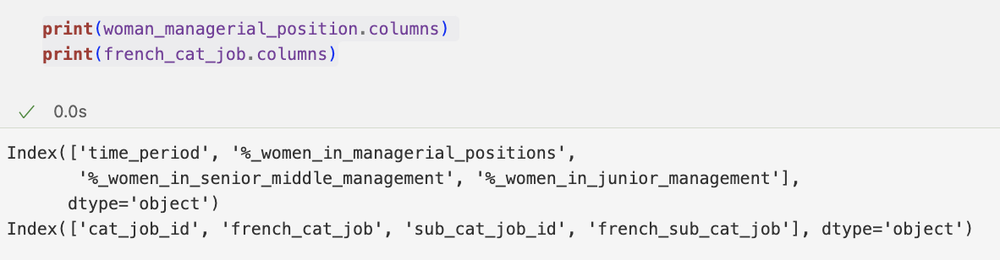 print(woman_managerial_position.columns)
print(french_cat_job.columns)
0.0s
Index(['time_period', '%_women_in_managerial_positions',
       '%_women_in_senior_middle_management', '%_women_in_junior_management'],
      dtype='object')
Index(['cat_job_id', 'french_cat_job', 'sub_cat_job_id', 'french_sub_cat_job'], dtype='object')